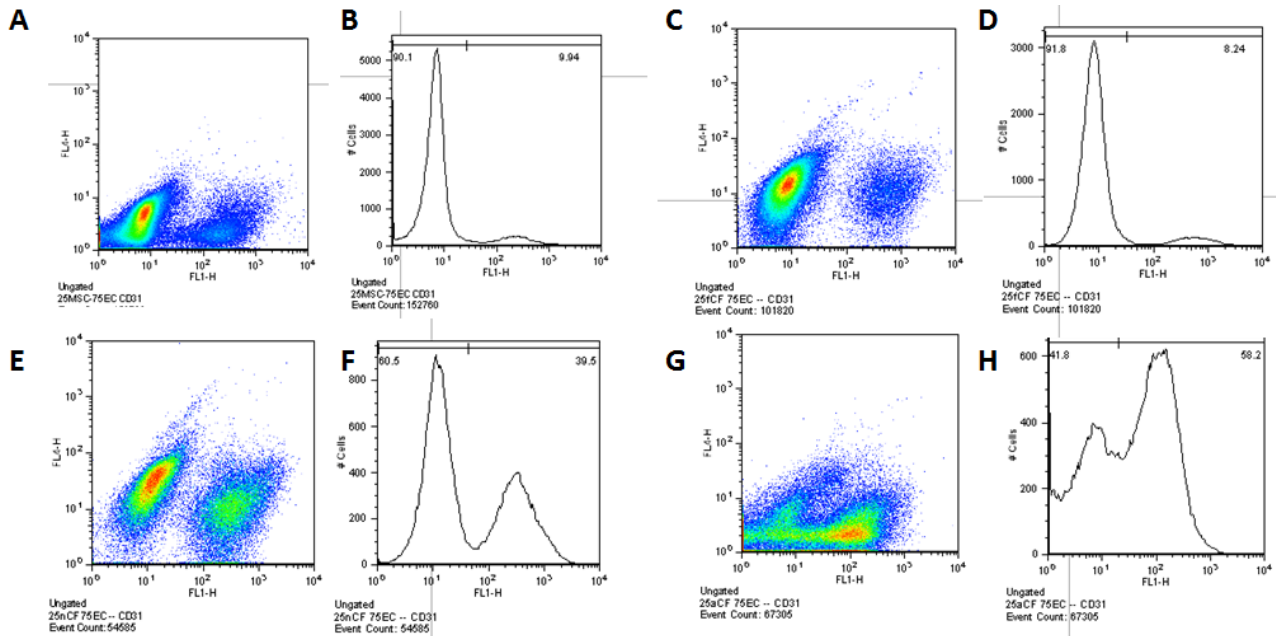 A
10⁴
10³
10²
10¹
10⁰
FL4-H
10⁰ 10¹ 10² 10³ 10⁴
FL1-H
Ungated
25MSC-75EC CD31
Event Count: 152760
B
90.1 9.94
5000
4000
3000
2000
1000
0
# Cells
10⁰ 10¹ 10² 10³ 10⁴
FL1-H
Ungated
25MSC-75EC CD31
Event Count: 152760
C
10⁴
10³
10²
10¹
10⁰
FL4-H
10⁰ 10¹ 10² 10³ 10⁴
FL1-H
Ungated
25fCF 75EC -- CD31
Event Count: 101820
D
91.8 8.24
3000
2000
1000
0
# Cells
10⁰ 10¹ 10² 10³ 10⁴
FL1-H
Ungated
25fCF 75EC -- CD31
Event Count: 101820
E
10⁴
10³
10²
10¹
10⁰
FL4-H
10⁰ 10¹ 10² 10³ 10⁴
FL1-H
Ungated
25nCF 75EC -- CD31
Event Count: 54585
F
60.5 39.5
800
600
400
200
0
# Cells
10⁰ 10¹ 10² 10³ 10⁴
FL1-H
Ungated
25nCF 75EC -- CD31
Event Count: 54585
G
10⁴
10³
10²
10¹
10⁰
FL4-H
10⁰ 10¹ 10² 10³ 10⁴
FL1-H
Ungated
25aCF 75EC -- CD31
Event Count: 67305
H
41.8 58.2
600
400
200
0
# Cells
10⁰ 10¹ 10² 10³ 10⁴
FL1-H
Ungated
25aCF 75EC -- CD31
Event Count: 67305